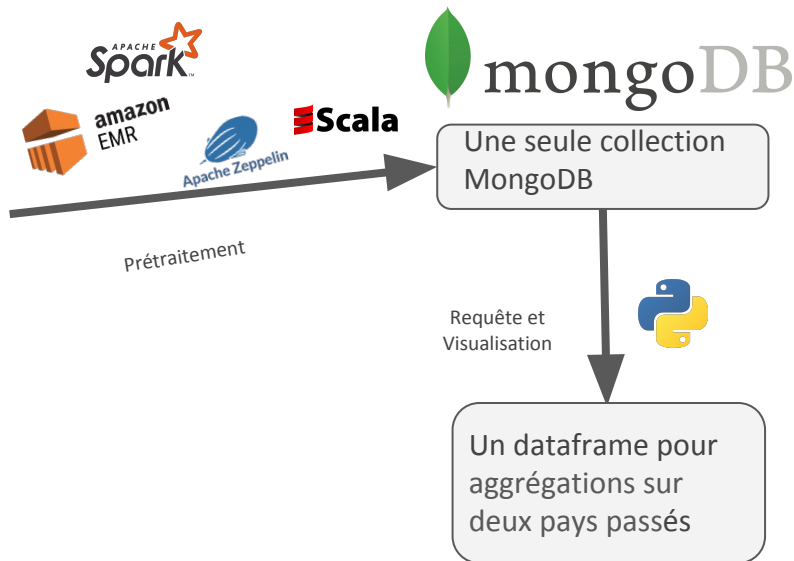 APACHE
Spark
mongoDB
amazon
EMR
Scala
Apache Zeppelin
Une seule collection
MongoDB
Prétraitement
Requête et
Visualisation
Un dataframe pour
aggrégations sur
deux pays passés